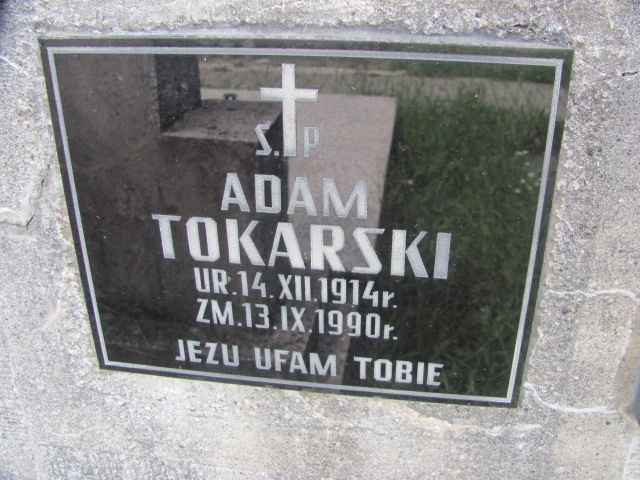 Ś. P.
ADAM
TOKARSKI
UR. 14. XII. 1914r.
ZM. 13. IX. 1990r.
JEZU UFAM TOBIE